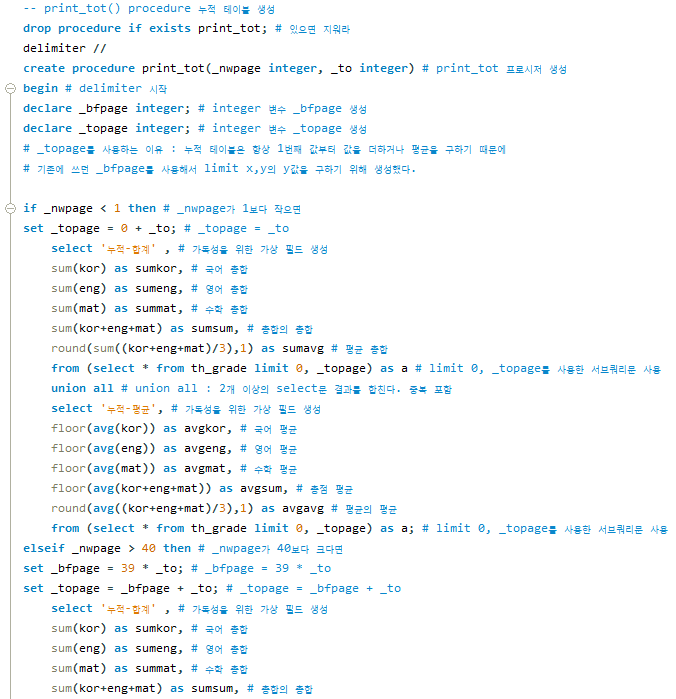 -- print_tot() procedure 누적 테이블 생성
drop procedure if exists print_tot; # 있으면 지워라
delimiter //
create procedure print_tot(_nwpage integer, _to integer) # print_tot 프로시저 생성
begin # delimiter 시작
declare _bfpage integer; # integer 변수 _bfpage 생성
declare _topage integer; # integer 변수 _topage 생성
# _topage를 사용하는 이유 : 누적 테이블은 항상 1번째 값부터 값을 더하거나 평균을 구하기 때문에
# 기존에 쓰던 _bfpage를 사용해서 limit x,y의 y값을 구하기 위해 생성했다.
if _nwpage < 1 then # _nwpage가 1보다 작으면
set _topage = 0 + _to; # _topage = _to
select '누적-합계' , # 가독성을 위한 가상 필드 생성
sum(kor) as sumkor, # 국어 총합
sum(eng) as sumeng, # 영어 총합
sum(mat) as summat, # 수학 총합
sum(kor+eng+mat) as sumsum, # 총합의 총합
round(sum((kor+eng+mat)/3),1) as sumavg # 평균 총합
from (select * from th_grade limit 0, _topage) as a # limit 0, _topage를 사용한 서브쿼리문 사용
union all # union all : 2개 이상의 select문 결과를 합친다. 중복 포함
select '누적-평균', # 가독성을 위한 가상 필드 생성
floor(avg(kor)) as avgkor, # 국어 평균
floor(avg(eng)) as avgeng, # 영어 평균
floor(avg(mat)) as avgmat, # 수학 평균
floor(avg(kor+eng+mat)) as avgsum, # 총점 평균
round(avg((kor+eng+mat)/3),1) as avgavg # 평균의 평균
from (select * from th_grade limit 0, _topage) as a; # limit 0, _topage를 사용한 서브쿼리문 사용
elseif _nwpage > 40 then # _nwpage가 40보다 크다면
set _bfpage = 39 * _to; # _bfpage = 39 * _to
set _topage = _bfpage + _to; # _topage = _bfpage + _to
select '누적-합계' , # 가독성을 위한 가상 필드 생성
sum(kor) as sumkor, # 국어 총합
sum(eng) as sumeng, # 영어 총합
sum(mat) as summat, # 수학 총합
sum(kor+eng+mat) as sumsum, # 총합의 총합